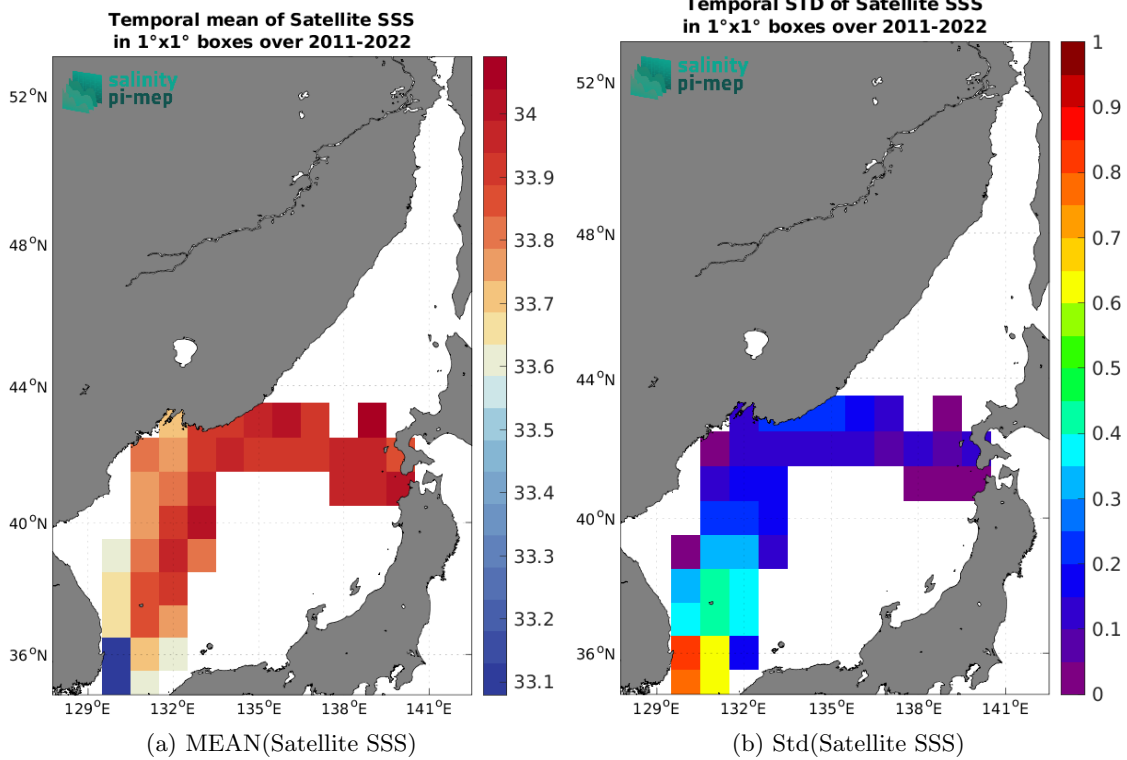 Temporal mean of Satellite SSS
in 1°x1° boxes over 2011-2022
salinity
pi-mep
52°N
48°N
44°N
40°N
36°N
129°E 132°E 135°E 138°E 141°E
34
33.9
33.8
33.7
33.6
33.5
33.4
33.3
33.2
33.1
(a) MEAN(Satellite SSS)
Temporal STD of Satellite SSS
in 1°x1° boxes over 2011-2022
salinity
pi-mep
52°N
48°N
44°N
40°N
36°N
129°E 132°E 135°E 138°E 141°E
1
0.9
0.8
0.7
0.6
0.5
0.4
0.3
0.2
0.1
0
(b) Std(Satellite SSS)